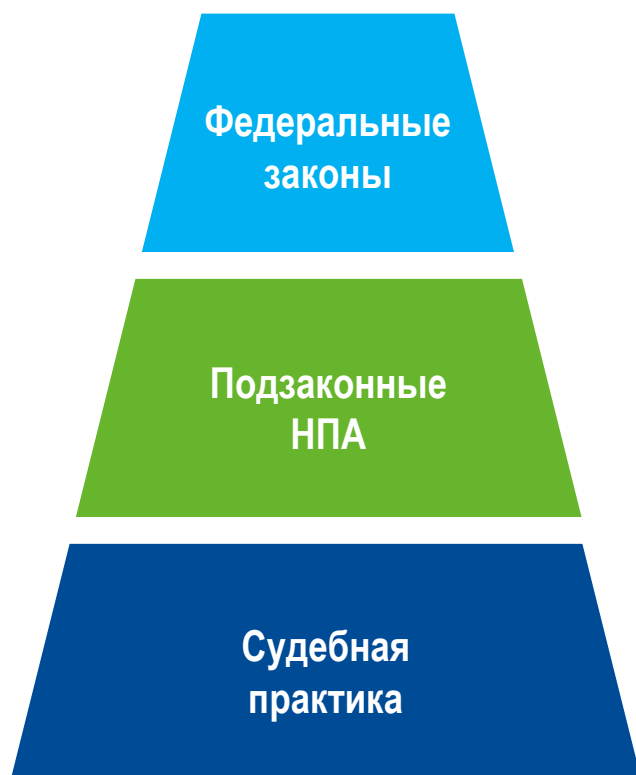 Федеральные
законы
Подзаконные
НПА
Судебная
практика